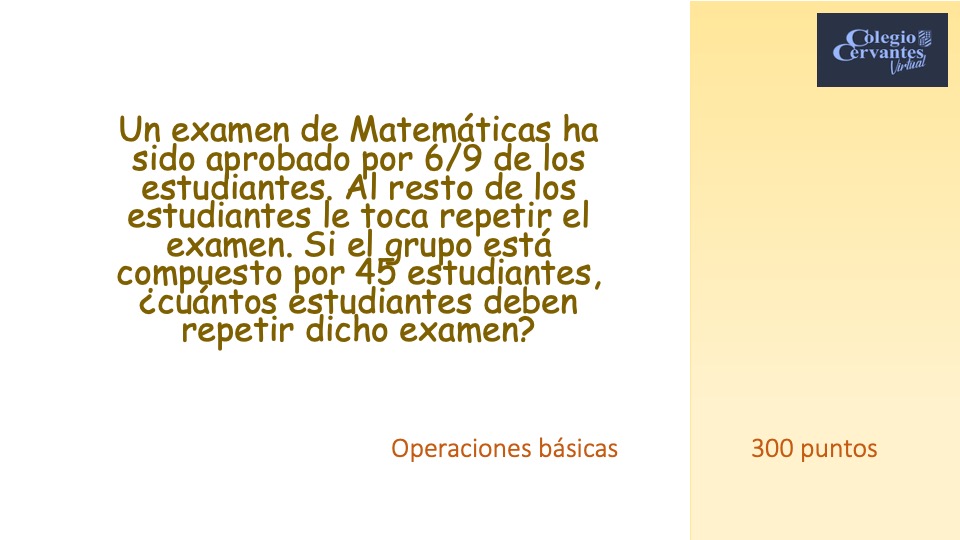 Colegio
Cervantes
Virtual
Un examen de Matemáticas ha
sido aprobado por 6/9 de los
estudiantes. Al resto de los
estudiantes le toca repetir el
examen. Si el grupo está
compuesto por 45 estudiantes,
¿cuántos estudiantes deben
repetir dicho examen?
Operaciones básicas
300 puntos